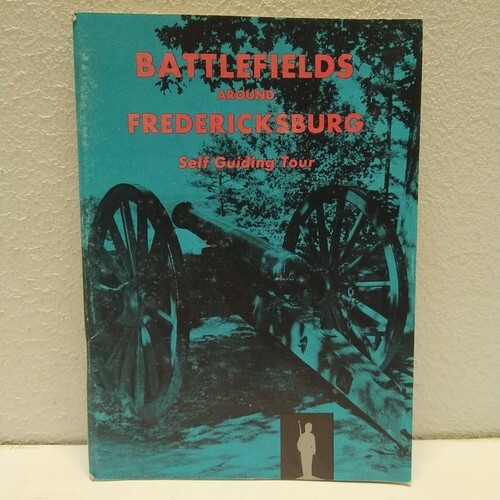 BATTLEFIELDS
AROUND
FREDERICKSBURG
Self Guiding Tour